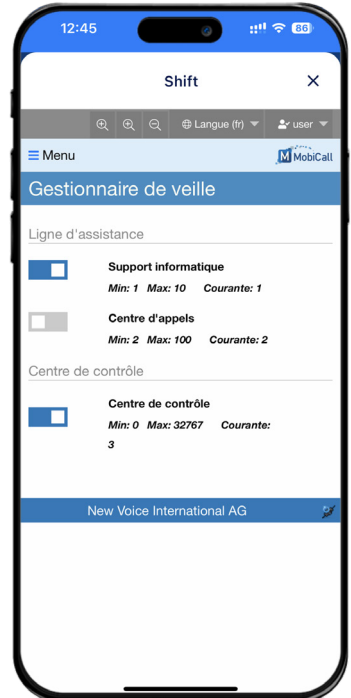 12:45
86
Shift
Langue (fr)
user
Menu
MobiCall
Gestionnaire de veille
Ligne d'assistance
Support informatique
Min: 1 Max: 10 Courante: 1
Centre d'appels
Min: 2 Max: 100 Courante: 2
Centre de contrôle
Centre de contrôle
Min: 0 Max: 32767 Courante:
3
New Voice International AG